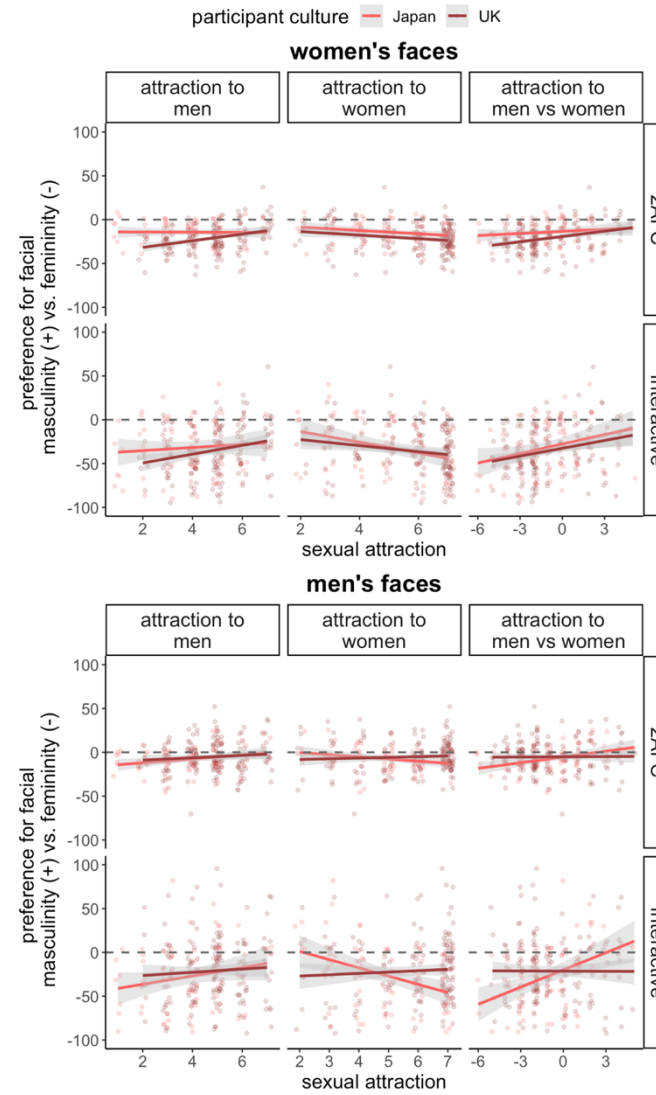 participant culture Japan UK
women's faces
attraction to
men
attraction to
women
attraction to
men vs women
preference for facial
masculinity (+) vs. femininity (-)
100
50
0
-50
-100
100
50
0
-50
-100
2 4 6
2 3 4 5 6 7
-6 -3 0 3
sexual attraction
men's faces
attraction to
men
attraction to
women
attraction to
men vs women
preference for facial
masculinity (+) vs. femininity (-)
100
50
0
-50
-100
100
50
0
-50
-100
2 4 6
2 3 4 5 6 7
-6 -3 0 3
sexual attraction